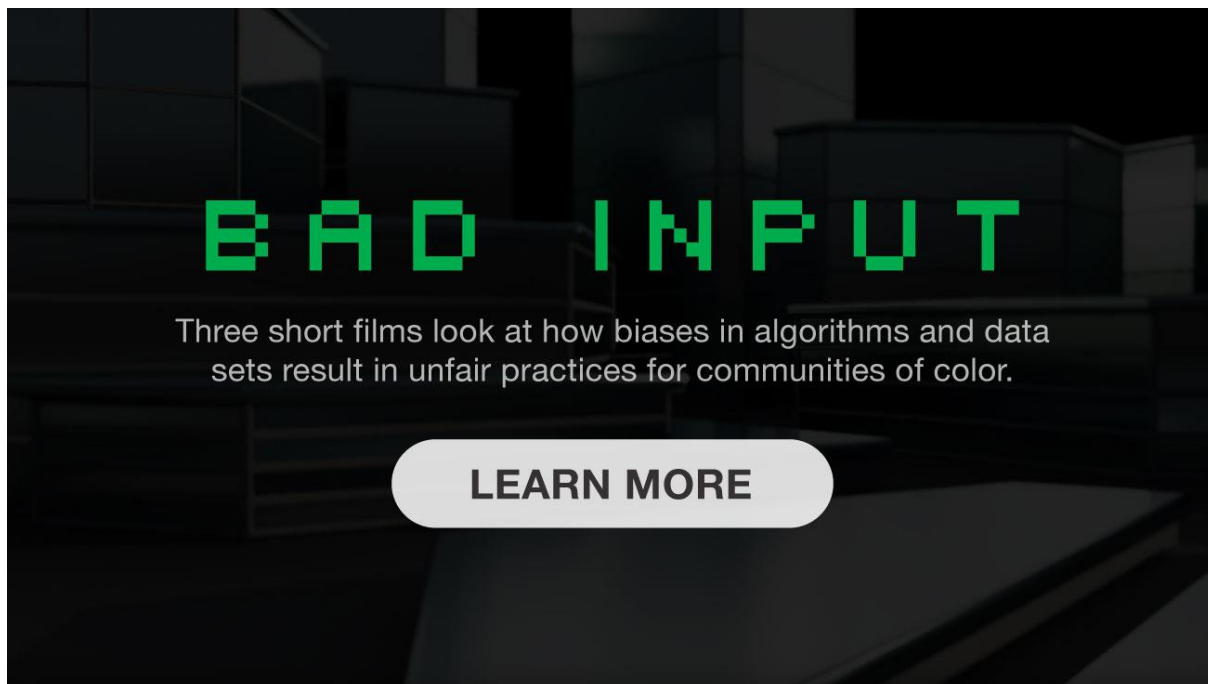 BAD INPUT
Three short films look at how biases in algorithms and data
sets result in unfair practices for communities of color.
LEARN MORE